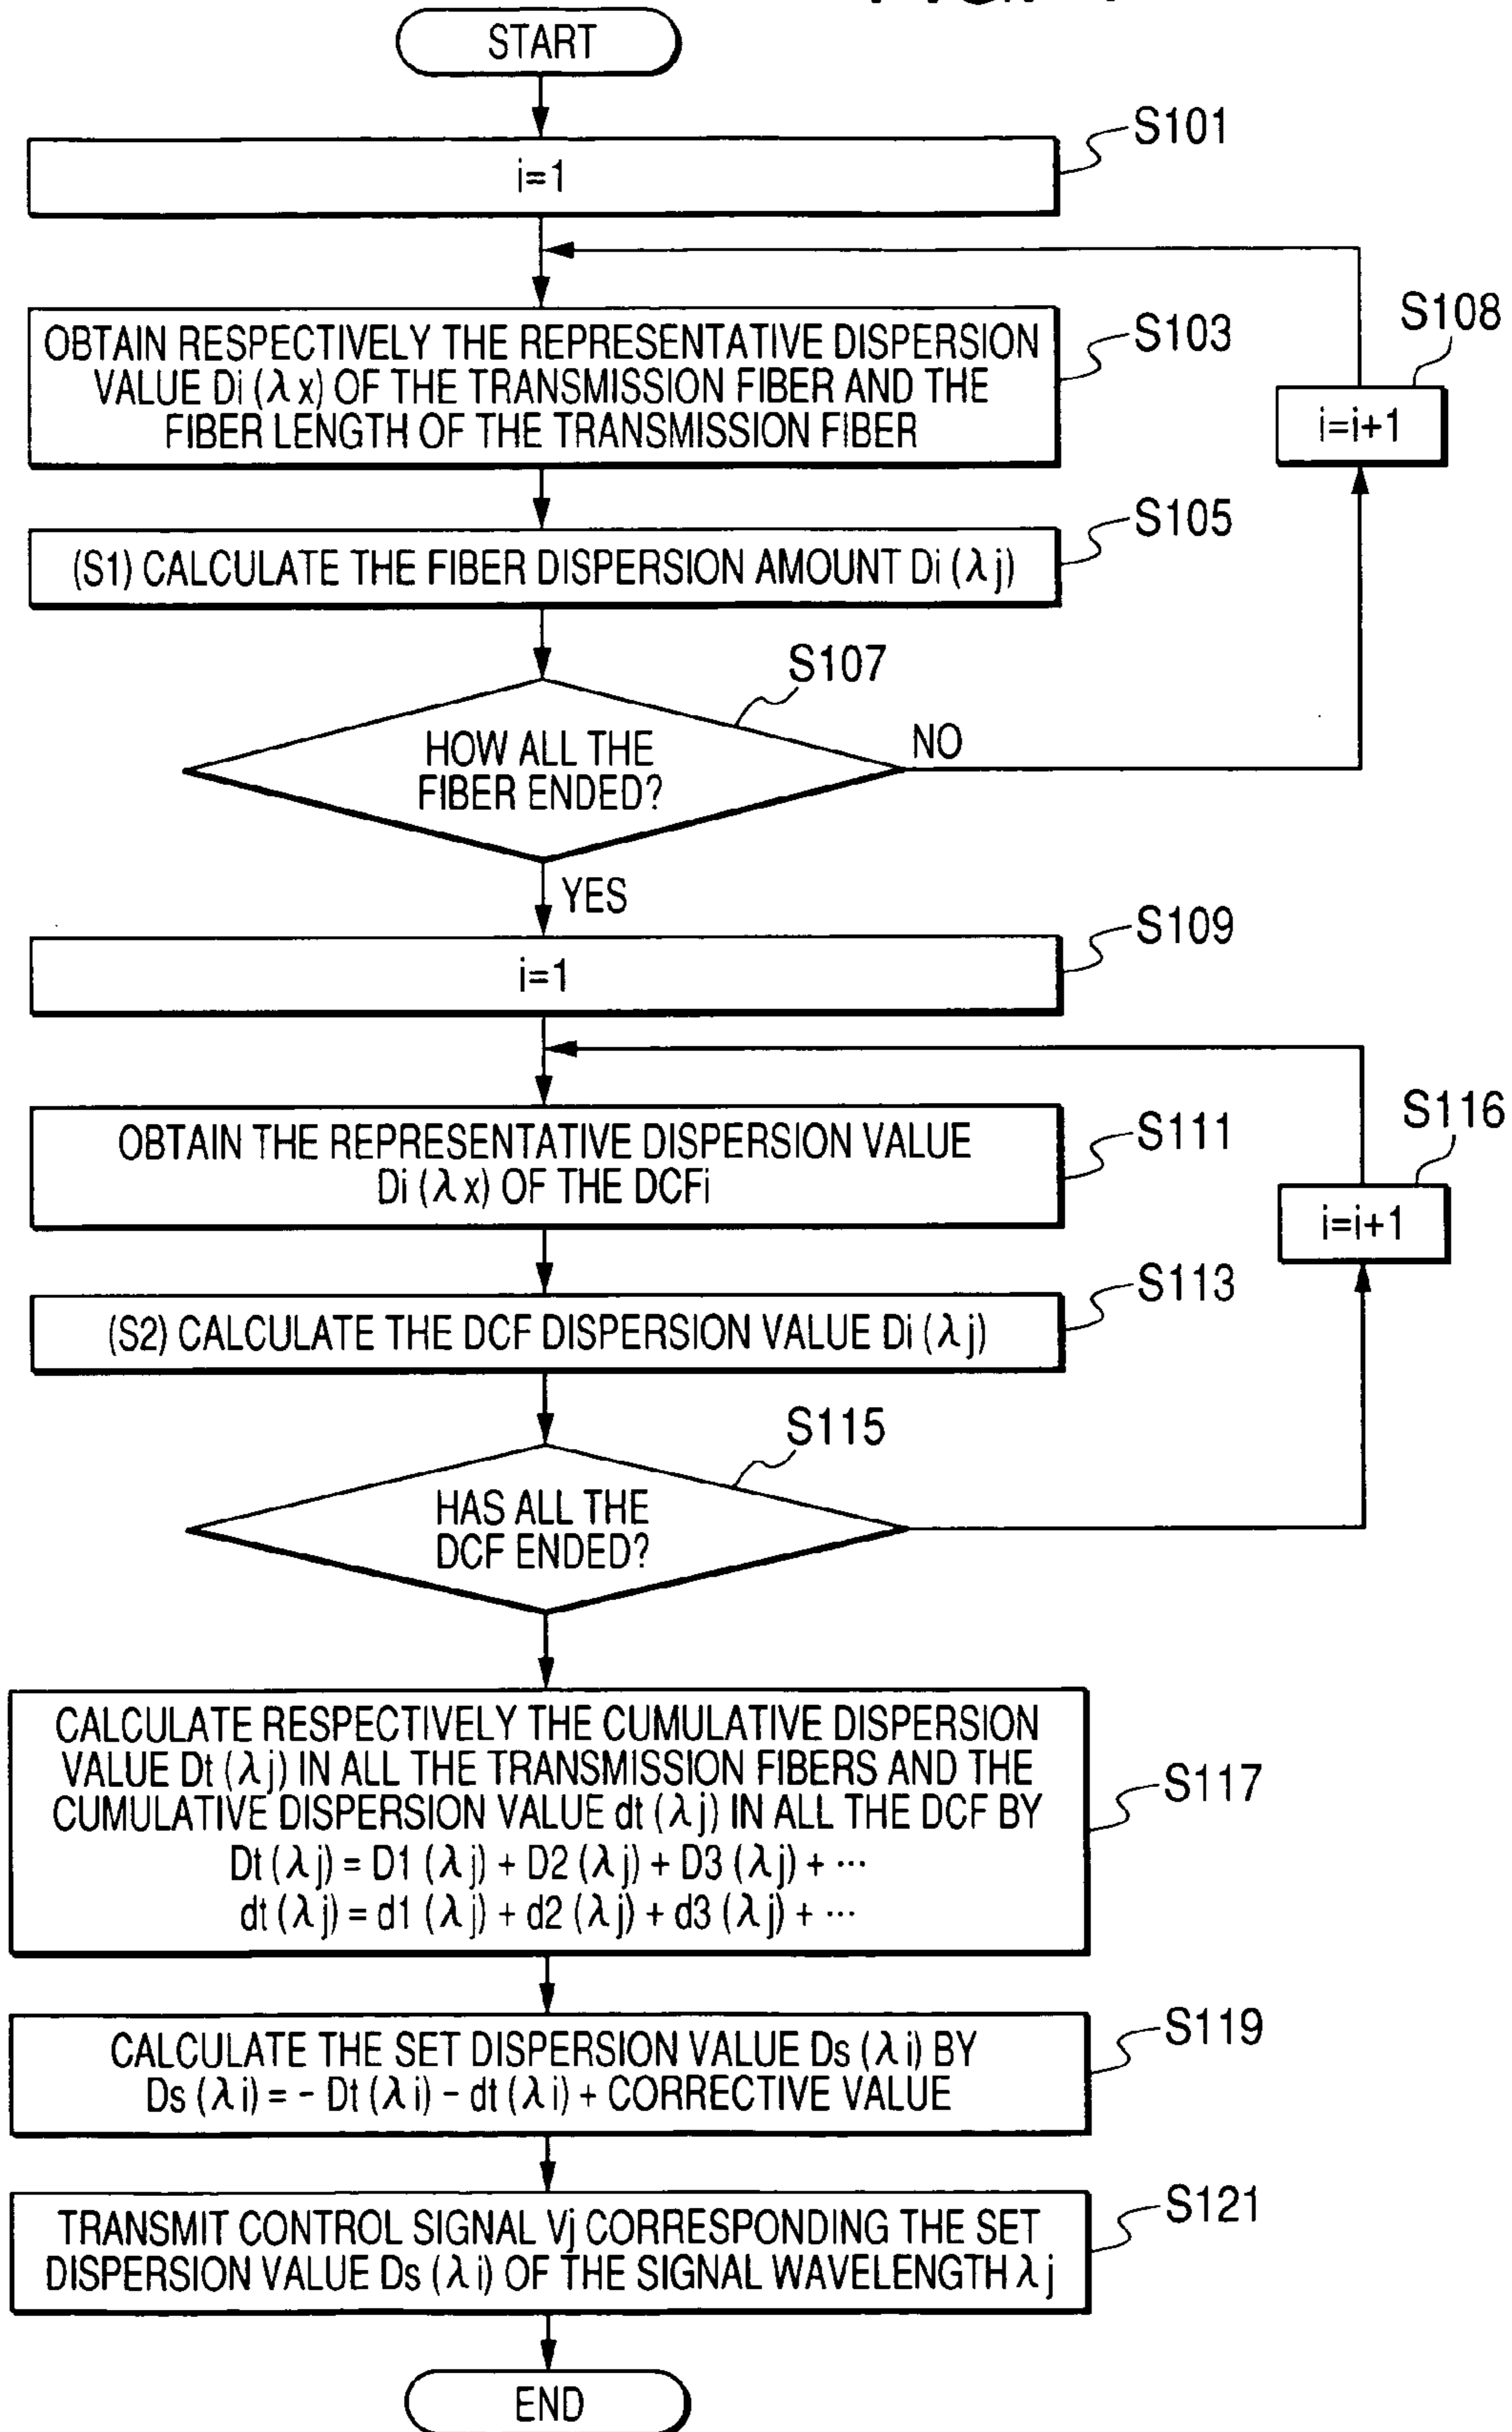 START
S101
i=1
S108
S103
OBTAIN RESPECTIVELY THE REPRESENTATIVE DISPERSION
VALUE Di (λx) OF THE TRANSMISSION FIBER AND THE
FIBER LENGTH OF THE TRANSMISSION FIBER
i=i+1
S105
(S1) CALCULATE THE FIBER DISPERSION AMOUNT Di (λj)
S107
HOW ALL THE
FIBER ENDED?
NO
YES
S109
i=1
S116
S111
OBTAIN THE REPRESENTATIVE DISPERSION VALUE
Di (λx) OF THE DCFi
i=i+1
S113
(S2) CALCULATE THE DCF DISPERSION VALUE Di (λj)
S115
HAS ALL THE
DCF ENDED?
CALCULATE RESPECTIVELY THE CUMULATIVE DISPERSION
VALUE Dt (λj) IN ALL THE TRANSMISSION FIBERS AND THE
CUMULATIVE DISPERSION VALUE dt (λj) IN ALL THE DCF BY
Dt (λj) = D1 (λj) + D2 (λj) + D3 (λj) + ···
dt (λj) = d1 (λj) + d2 (λj) + d3 (λj) + ···
S117
S119
CALCULATE THE SET DISPERSION VALUE Ds (λi) BY
Ds (λi) = - Dt (λi) - dt (λi) + CORRECTIVE VALUE
S121
TRANSMIT CONTROL SIGNAL Vj CORRESPONDING THE SET
DISPERSION VALUE Ds (λi) OF THE SIGNAL WAVELENGTH λj
END